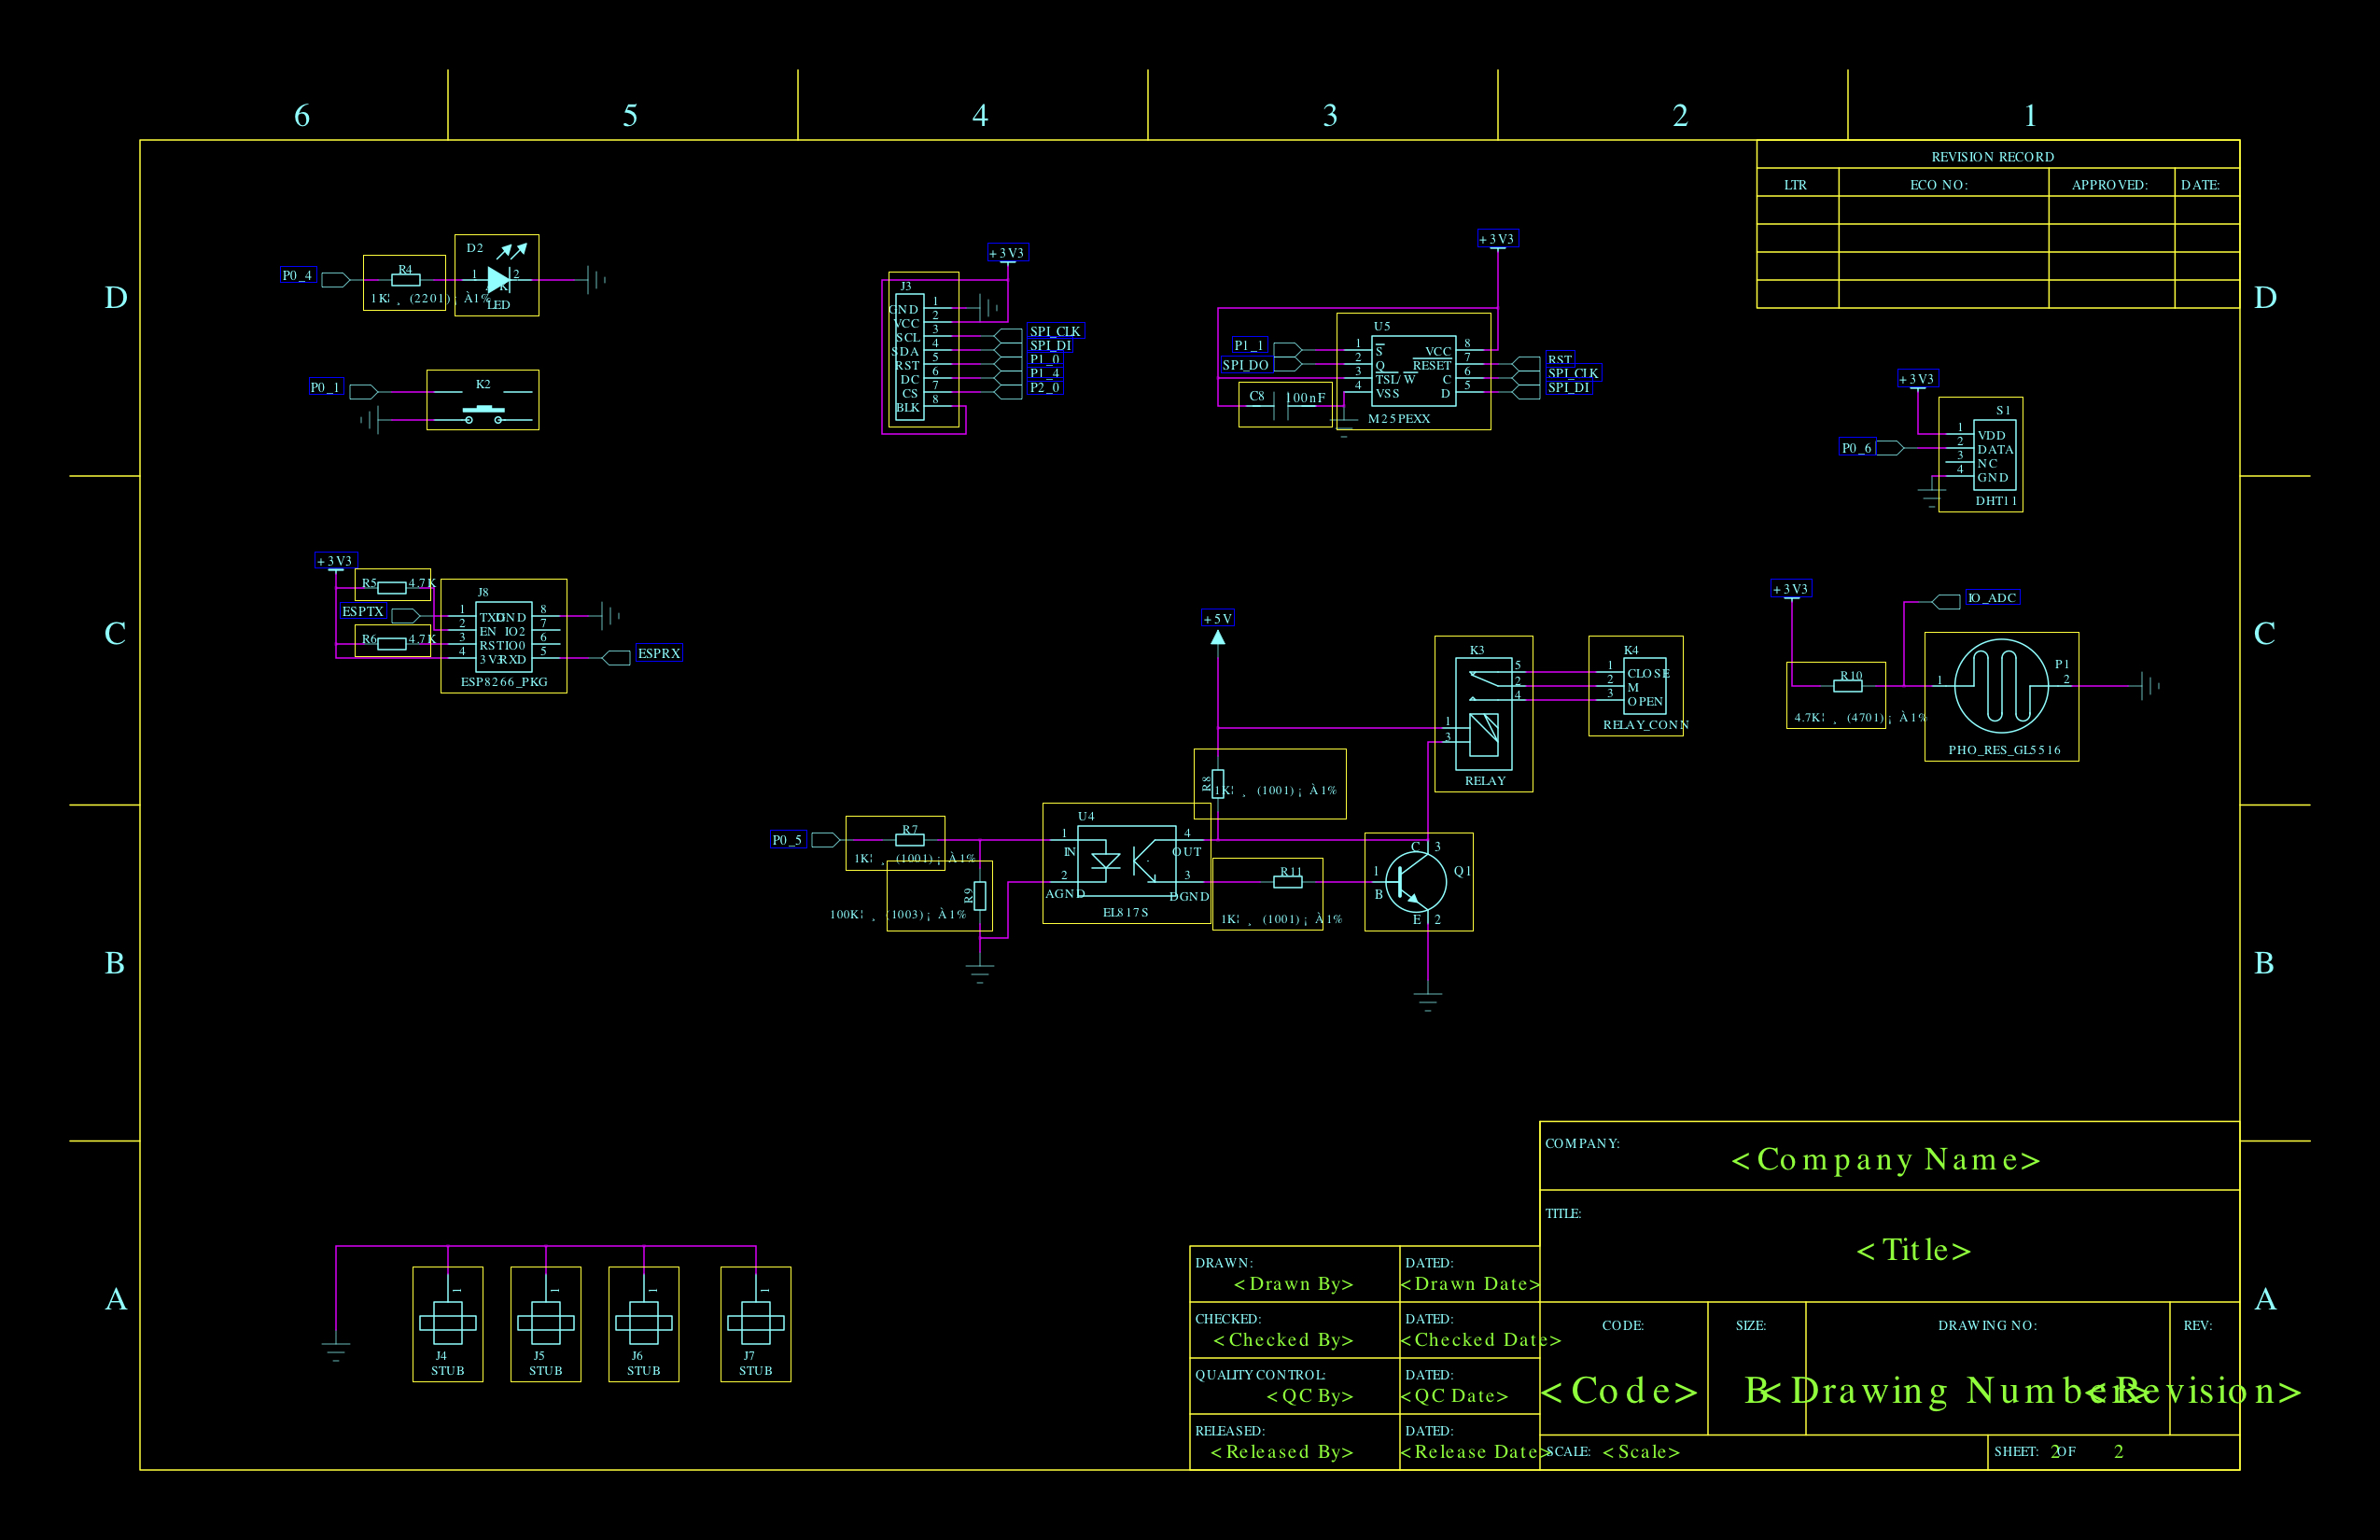 6 5 4 3 2 1
REVISION RECORD
LTR ECO NO: APPROVED: DATE:
D D
P0_4
R4
1K¦ ¸ (2201) ¡ À1%
D2
1 2
A K
LED
P0_1
K2
+3V3
J3
GND 1
VCC 2
SCL 3 SPI_CLK
SDA 4 SPI_DI
RST 5 P1_0
DC 6 P1_4
CS 7 P2_0
BLK 8
+3V3
U5
P1_1 1 S VCC 8
SPI_DO 2 Q RESET 7 RST
3 TSL/W C 6 SPI_CLK
4 VSS D 5 SPI_DI
C8 100nF
M25PEXX
+3V3
S1
1 VDD
P0_6 2 DATA
3 NC
4 GND
DHT11
C C
+3V3
R5 4.7K
J8
ESPTX 1 TXD GND 8
2 EN IO2 7
R6 4.7K 3 RST IO0 6
4 3V3 RXD 5 ESPRX
ESP8266_PKG
+5V
K3
5
2
4
1
3
RELAY
K4
1 CLOSE
2 M
3 OPEN
RELAY_CONN
+3V3
IO_ADC
R10
4.7K¦ ¸ (4701) ¡ À1%
P1
1 2
PHO_RES_GL5516
R8
1K¦ ¸ (1001) ¡ À1%
P0_5
R7
1K¦ ¸ (1001) ¡ À1%
R9
100K¦ ¸ (1003) ¡ À1%
U4
1 4
IN OUT
2 3
AGND DGND
EL817S
R11
1K¦ ¸ (1001) ¡ À1%
C 3
1 Q1
B
E 2
B B
COMPANY:
<Company Name>
TITLE:
<Title>
A A
1 1 1 1
J4 J5 J6 J7
STUB STUB STUB STUB
DRAWN: DATED:
<Drawn By> <Drawn Date>
CHECKED: DATED:
<Checked By> <Checked Date>
QUALITY CONTROL: DATED:
<QC By> <QC Date>
RELEASED: DATED:
<Released By> <Release Date>
CODE: SIZE: DRAWING NO: REV:
<Code> B <Drawing Number> <Revision>
SCALE: <Scale> SHEET: 2 OF 2